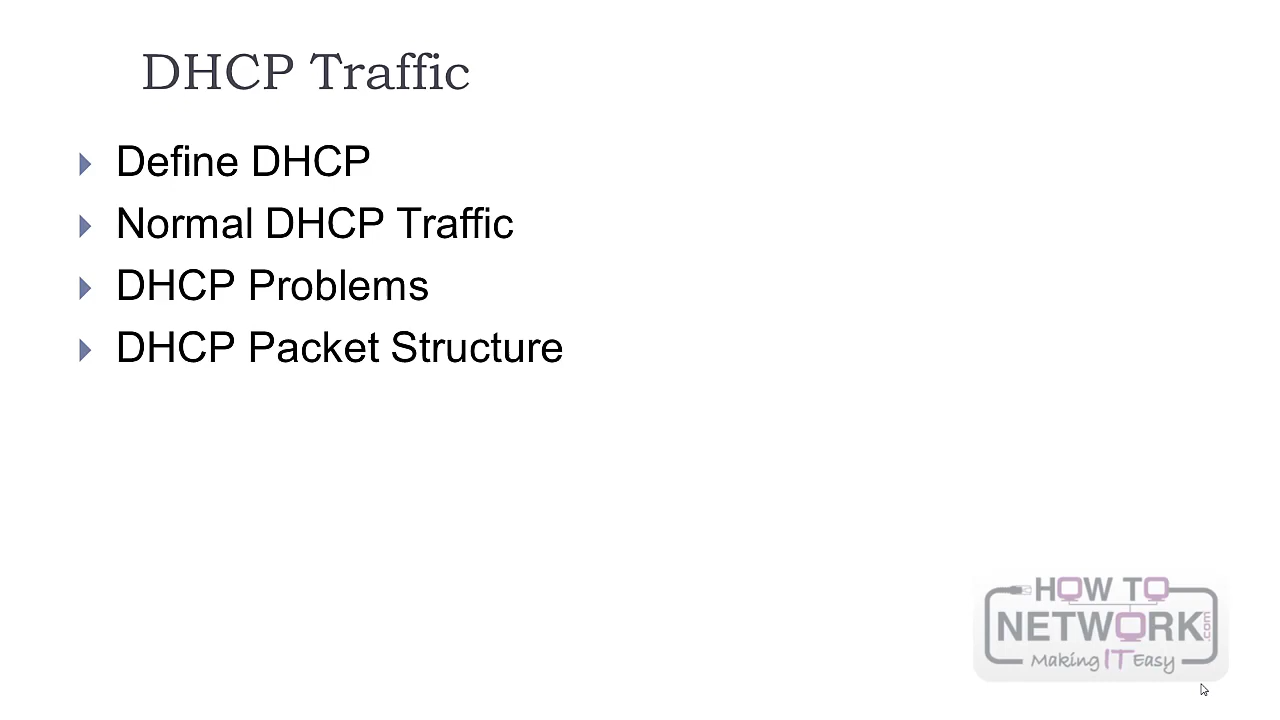 DHCP Traffic
Define DHCP
Normal DHCP Traffic
DHCP Problems
DHCP Packet Structure
HOW TO
NETWORK.com
Making IT Easy